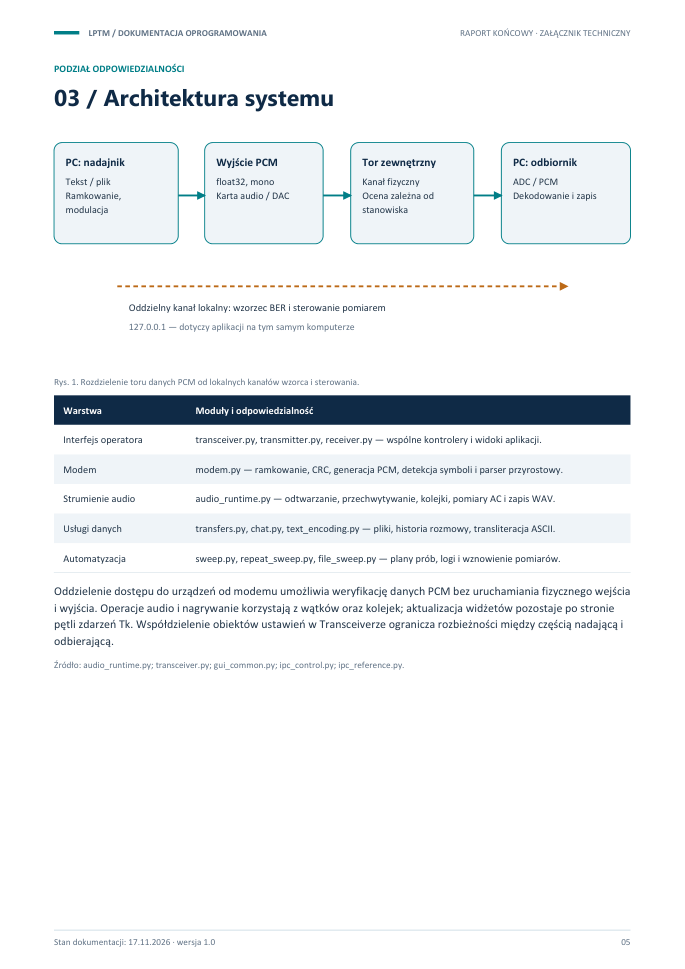 LPTM / DOKUMENTACJA OPROGRAMOWANIA
RAPORT KOŃCOWY · ZAŁĄCZNIK TECHNICZNY
PODZIAŁ ODPOWIEDZIALNOŚCI
03 / Architektura systemu
PC: nadajnik
Tekst / plik
Ramkowanie,
modulacja
Wyjście PCM
float32, mono
Karta audio / DAC
Tor zewnętrzny
Kanał fizyczny
Ocena zależna od
stanowiska
PC: odbiornik
ADC / PCM
Dekodowanie i zapis
Oddzielny kanał lokalny: wzorzec BER i sterowanie pomiarem
127.0.0.1 — dotyczy aplikacji na tym samym komputerze
Rys. 1. Rozdzielenie toru danych PCM od lokalnych kanałów wzorca i sterowania.
Warstwa Moduły i odpowiedzialność
Interfejs operatora transceiver.py, transmitter.py, receiver.py — wspólne kontrolery i widoki aplikacji.
Modem modem.py — ramkowanie, CRC, generacja PCM, detekcja symboli i parser przyrostowy.
Strumienie audio audio_runtime.py — odtwarzanie, przechwytywanie, kolejki, pomiary AC i zapis WAV.
Usługi danych transfers.py, chat.py, text_encoding.py — pliki, historia rozmowy, transliteracja ASCII.
Automatyzacja sweep.py, repeat_sweep.py, file_sweep.py — plany prób, logi i wznowienie pomiarów.
Oddzielenie dostępu do urządzeń od modemu umożliwia weryfikację danych PCM bez uruchamiania fizycznego wejścia
i wyjścia. Operacje audio i nagrywanie korzystają z wątków oraz kolejek; aktualizacja widżetów pozostaje po stronie
pętli zdarzeń Tk. Współdzielenie obiektów ustawień w Transceiverze ogranicza rozbieżności między częścią nadającą i
odbierającą.
Źródło: audio_runtime.py; transceiver.py; gui_common.py; ipc_control.py; ipc_reference.py.
Stan dokumentacji: 17.11.2026 · wersja 1.0
05